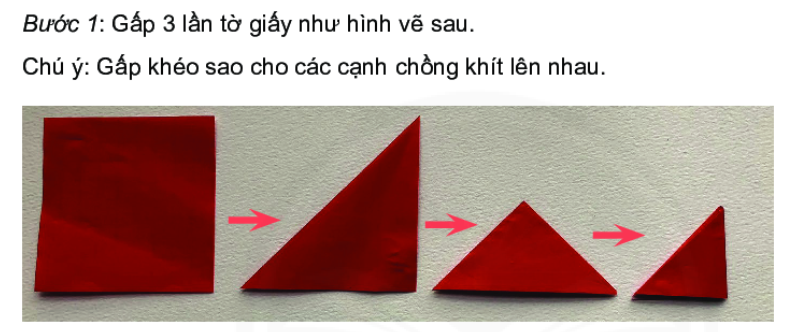 Bước 1: Gấp 3 lần tờ giấy như hình vẽ sau.
Chú ý: Gấp khéo sao cho các cạnh chồng khít lên nhau.